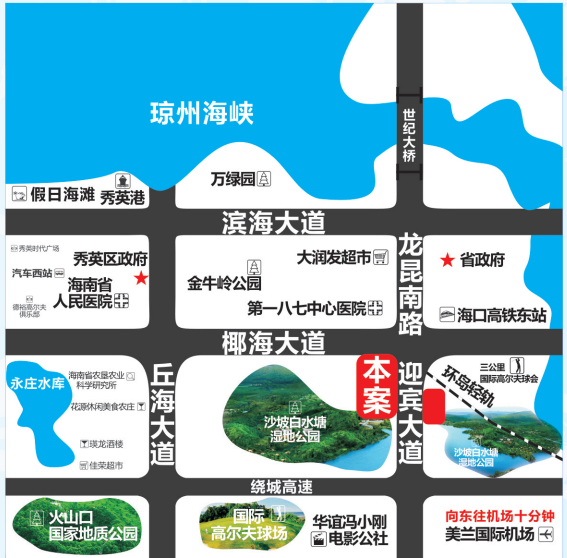 琼州海峡
世纪大桥
假日海滩
秀英港
万绿园
滨海大道
秀英时代广场
秀英区政府
汽车西站
海南省
人民医院
德裕高尔夫
俱乐部
金牛岭公园
大润发超市
第一八七中心医院
龙昆南路
省政府
海口高铁东站
椰海大道
永庄水库
海南省农垦农业
科学研究所
花源休闲美食农庄
瑛龙酒楼
佳荣超市
丘海大道
沙坡白水塘
湿地公园
本案
迎宾大道
三公里
国际高尔夫球会
环岛轻轨
沙坡白水塘
湿地公园
绕城高速
火山口
国家地质公园
国际
高尔夫球场
华谊冯小刚
电影公社
向东往机场十分钟
美兰国际机场